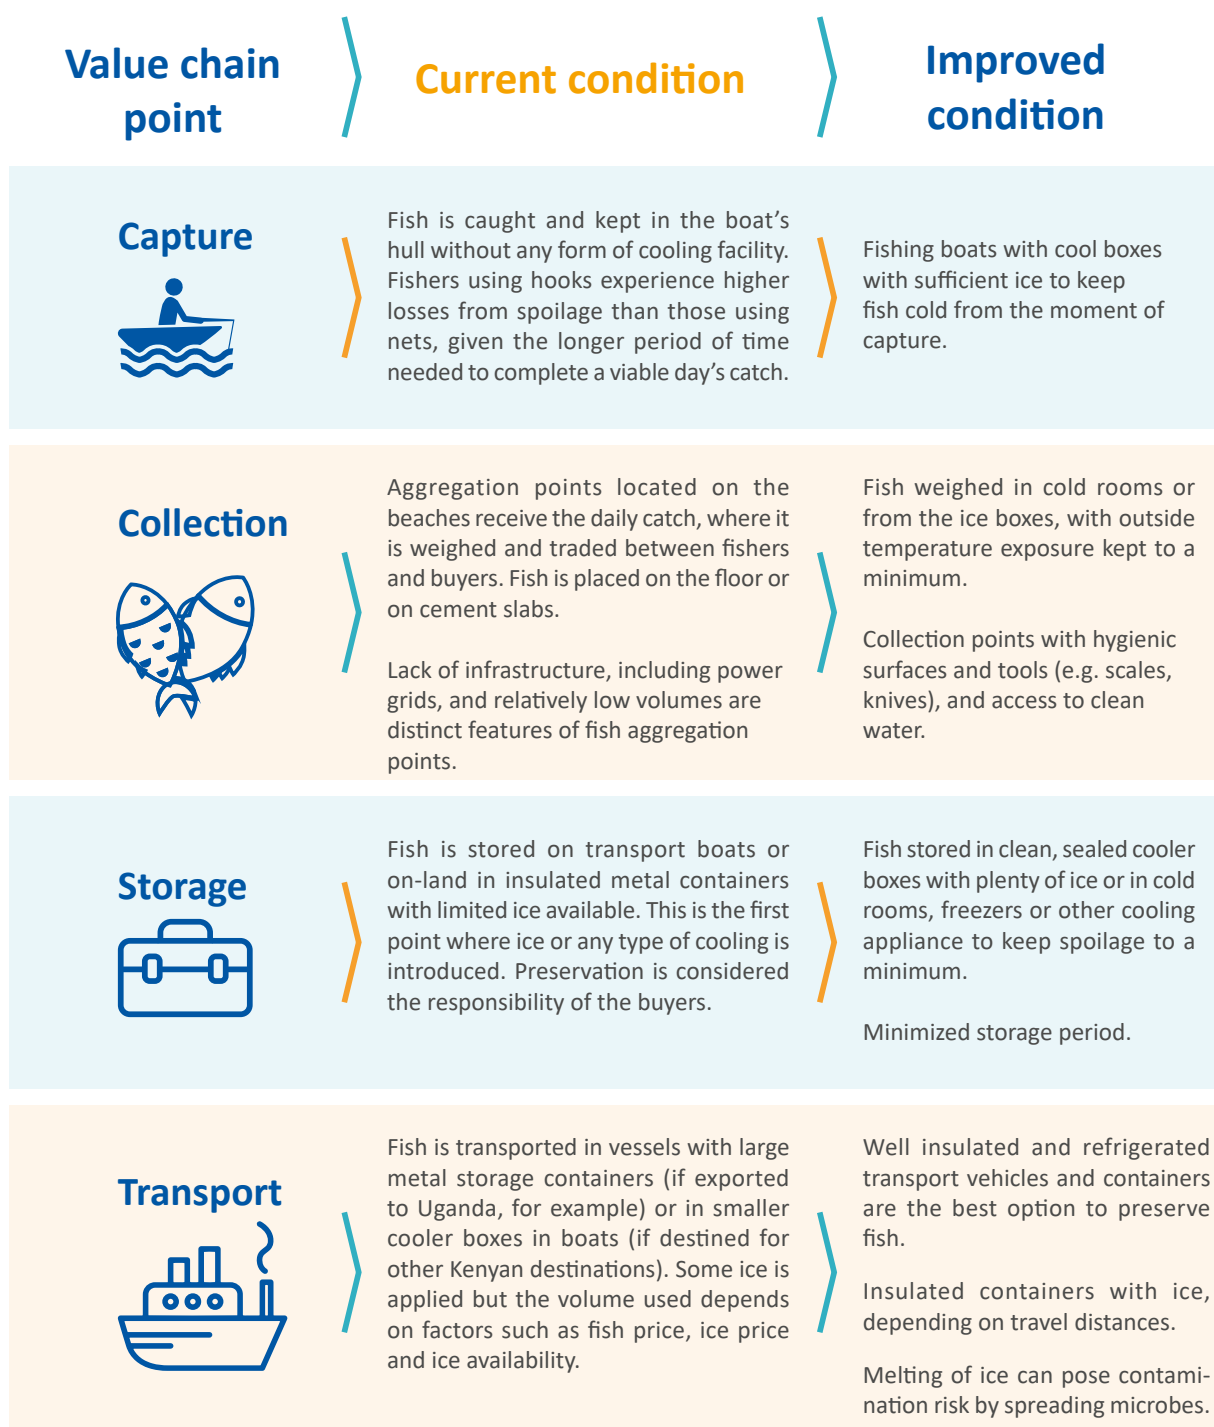 Value chain
point
Current condition
Improved
condition
Capture
Fish is caught and kept in the boat's
hull without any form of cooling facility.
Fishers using hooks experience higher
losses from spoilage than those using
nets, given the longer period of time
needed to complete a viable day's catch.
Fishing boats with cool boxes
with sufficient ice to keep
fish cold from the moment of
capture.
Collection
Aggregation points located on the
beaches receive the daily catch, where it
is weighed and traded between fishers
and buyers. Fish is placed on the floor or
on cement slabs.
Lack of infrastructure, including power
grids, and relatively low volumes are
distinct features of fish aggregation
points.
Fish weighed in cold rooms or
from the ice boxes, with outside
temperature exposure kept to a
minimum.
Collection points with hygienic
surfaces and tools (e.g. scales,
knives), and access to clean
water.
Storage
Fish is stored on transport boats or
on-land in insulated metal containers
with limited ice available. This is the first
point where ice or any type of cooling is
introduced. Preservation is considered
the responsibility of the buyers.
Fish stored in clean, sealed cooler
boxes with plenty of ice or in cold
rooms, freezers or other cooling
appliance to keep spoilage to a
minimum.
Minimized storage period.
Transport
Fish is transported in vessels with large
metal storage containers (if exported
to Uganda, for example) or in smaller
cooler boxes in boats (if destined for
other Kenyan destinations). Some ice is
applied but the volume used depends
on factors such as fish price, ice price
and ice availability.
Well insulated and refrigerated
transport vehicles and containers
are the best option to preserve
fish.
Insulated containers with ice,
depending on travel distances.
Melting of ice can pose contami-
nation risk by spreading microbes.